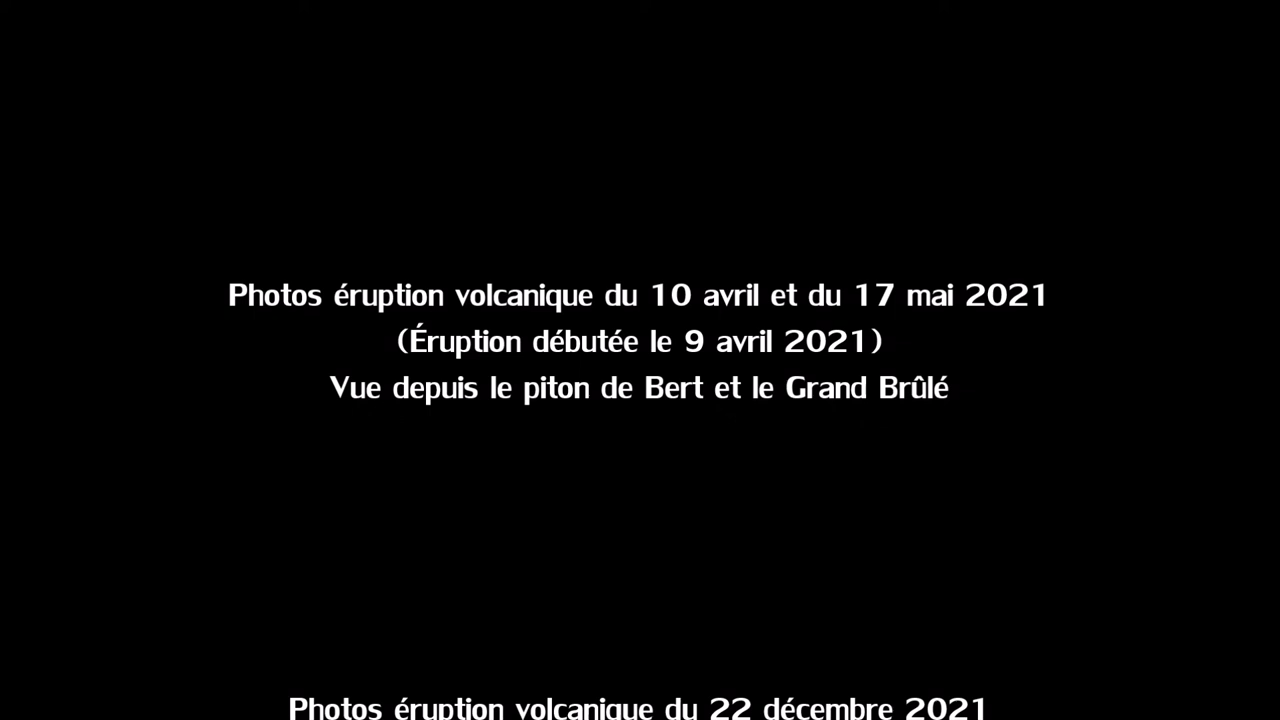 Photos éruption volcanique du 10 avril et du 17 mai 2021
(Éruption débutée le 9 avril 2021)
Vue depuis le piton de Bert et le Grand Brûlé
Photos éruption volcanique du 22 décembre 2021